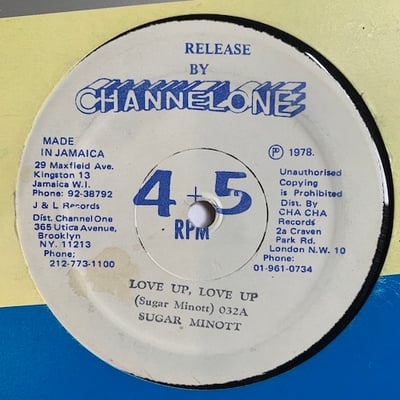 RELEASE
BY
CHANNEL ONE
MADE
IN JAMAICA
29 Maxfield Ave.
Kingston 13
Jamaica W.I.
Phone: 92-38792
J & L Records
Dist. Channel One
365 Utica Avenue,
Brooklyn
NY. 11213
Phone;
212-773-1100
4 + 5
RPM
P 1978.
Unauthorised
Copying
is Prohibited
Dist. By
CHA CHA
Records
2a Craven
Park Rd.
London N.W. 10
Phone:
01-961-0734
LOVE UP, LOVE UP
(Sugar Minott) 032A
SUGAR MINOTT